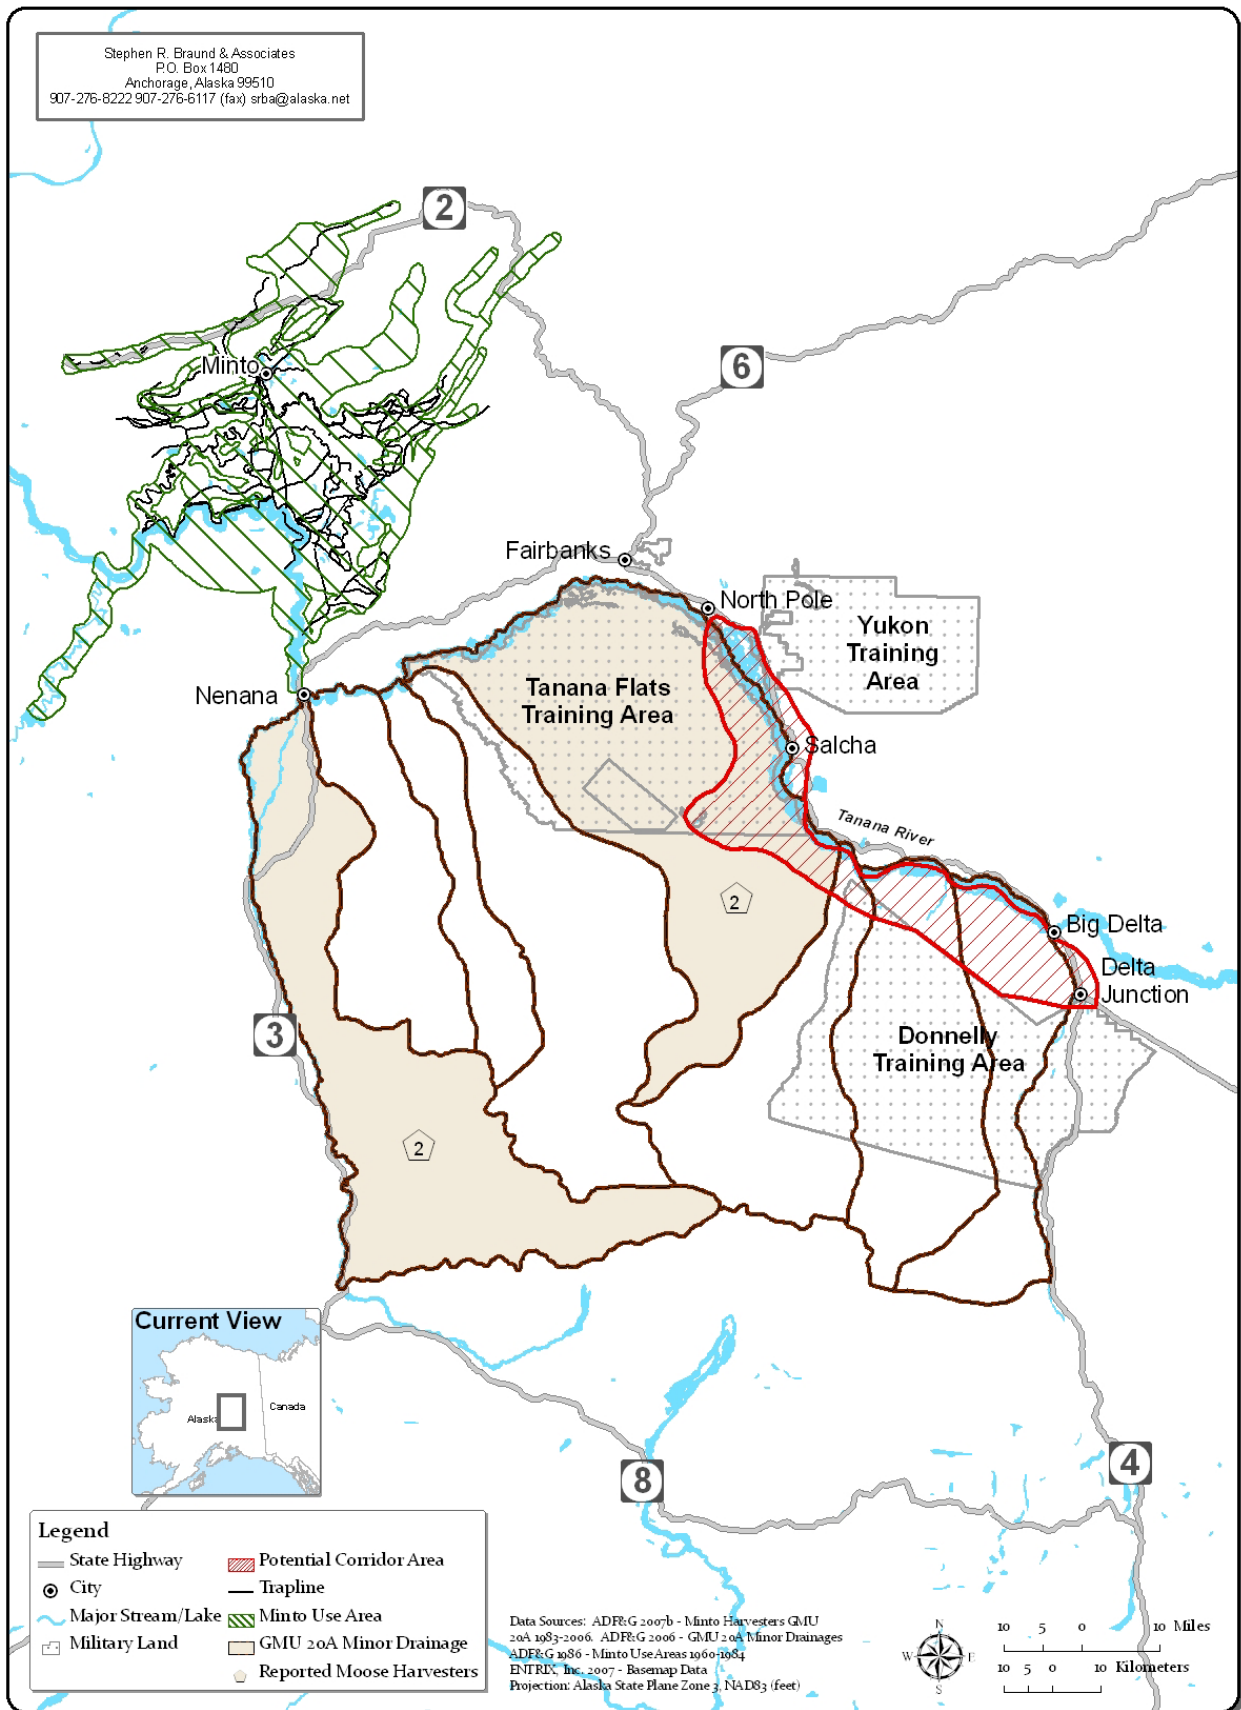 Stephen R. Braund & Associates
P.O. Box 1480
Anchorage, Alaska 99510
907-276-8222 907-276-6117 (fax) srba@alaska.net
2
6
Minto
Fairbanks
North Pole
Yukon
Training
Area
Tanana Flats
Training Area
Nenana
Salcha
Tanana River
2
Big Delta
Delta
Junction
3
Donnelly
Training Area
2
Current View
Alaska
Canada
8
4
Legend
State Highway
City
Major Stream/Lake
Military Land
Potential Corridor Area
Trapline
Minto Use Area
GMU 20A Minor Drainage
Reported Moose Harvesters
Data Sources: ADF&G 2007b - Minto Harvesters GMU
20A 1983-2006. ADF&G 2006 - GMU 20A Minor Drainages
ADF&G 1986 - Minto Use Areas 1960-1984
ENTRIX, Inc. 2007 - Basemap Data
Projection: Alaska State Plane Zone 3, NAD83 (feet)
N
W E
S
10 5 0 10 Miles
10 5 0 10 Kilometers